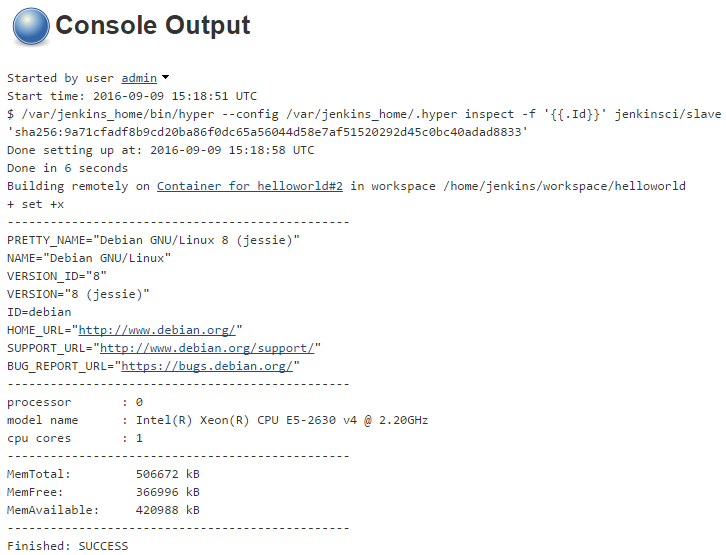 Console Output
Started by user admin
Start time: 2016-09-09 15:18:51 UTC
$ /var/jenkins_home/bin/hyper --config /var/jenkins_home/.hyper inspect -f '{{.Id}}' jenkinsci/slave
'sha256:9a71cfadf8b9cd20ba86f0dc65a56044d58e7af51520292d45c0bc40adad8833'
Done setting up at: 2016-09-09 15:18:58 UTC
Done in 6 seconds
Building remotely on Container for helloworld#2 in workspace /home/jenkins/workspace/helloworld
+ set +x
------------------------------------------------
PRETTY_NAME="Debian GNU/Linux 8 (jessie)"
NAME="Debian GNU/Linux"
VERSION_ID="8"
VERSION="8 (jessie)"
ID=debian
HOME_URL="http://www.debian.org/"
SUPPORT_URL="http://www.debian.org/support/"
BUG_REPORT_URL="https://bugs.debian.org/"
------------------------------------------------
processor       : 0
model name      : Intel(R) Xeon(R) CPU E5-2630 v4 @ 2.20GHz
cpu cores       : 1
------------------------------------------------
MemTotal:         506672 kB
MemFree:          366996 kB
MemAvailable:     420988 kB
------------------------------------------------
Finished: SUCCESS